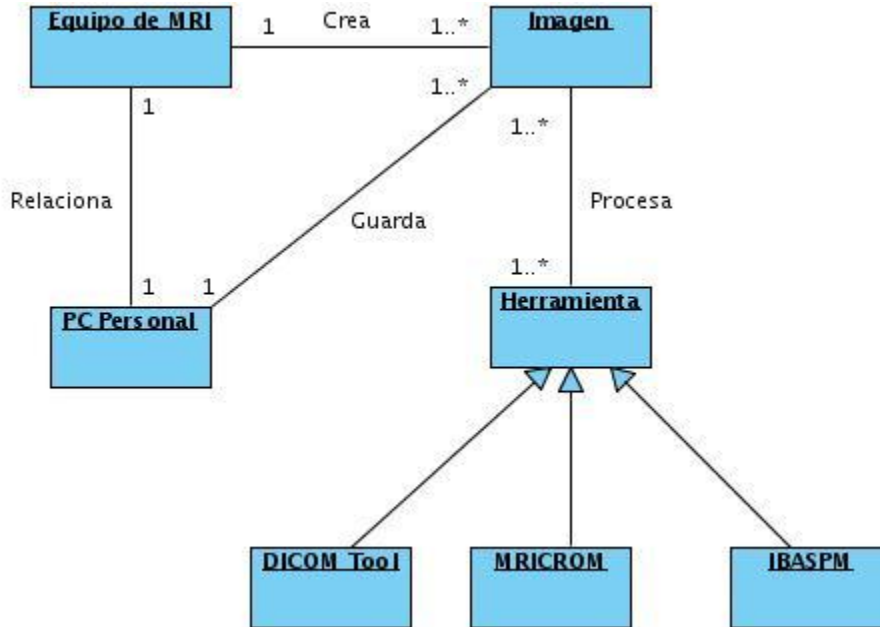 Equipo de MRI
1
Crea
1..*
Imagen
1
1..*
1..*
Relaciona
Guarda
Procesa
1
1
1..*
PC Personal
Herramienta
DICOM Tool
MRICROM
IBASPM